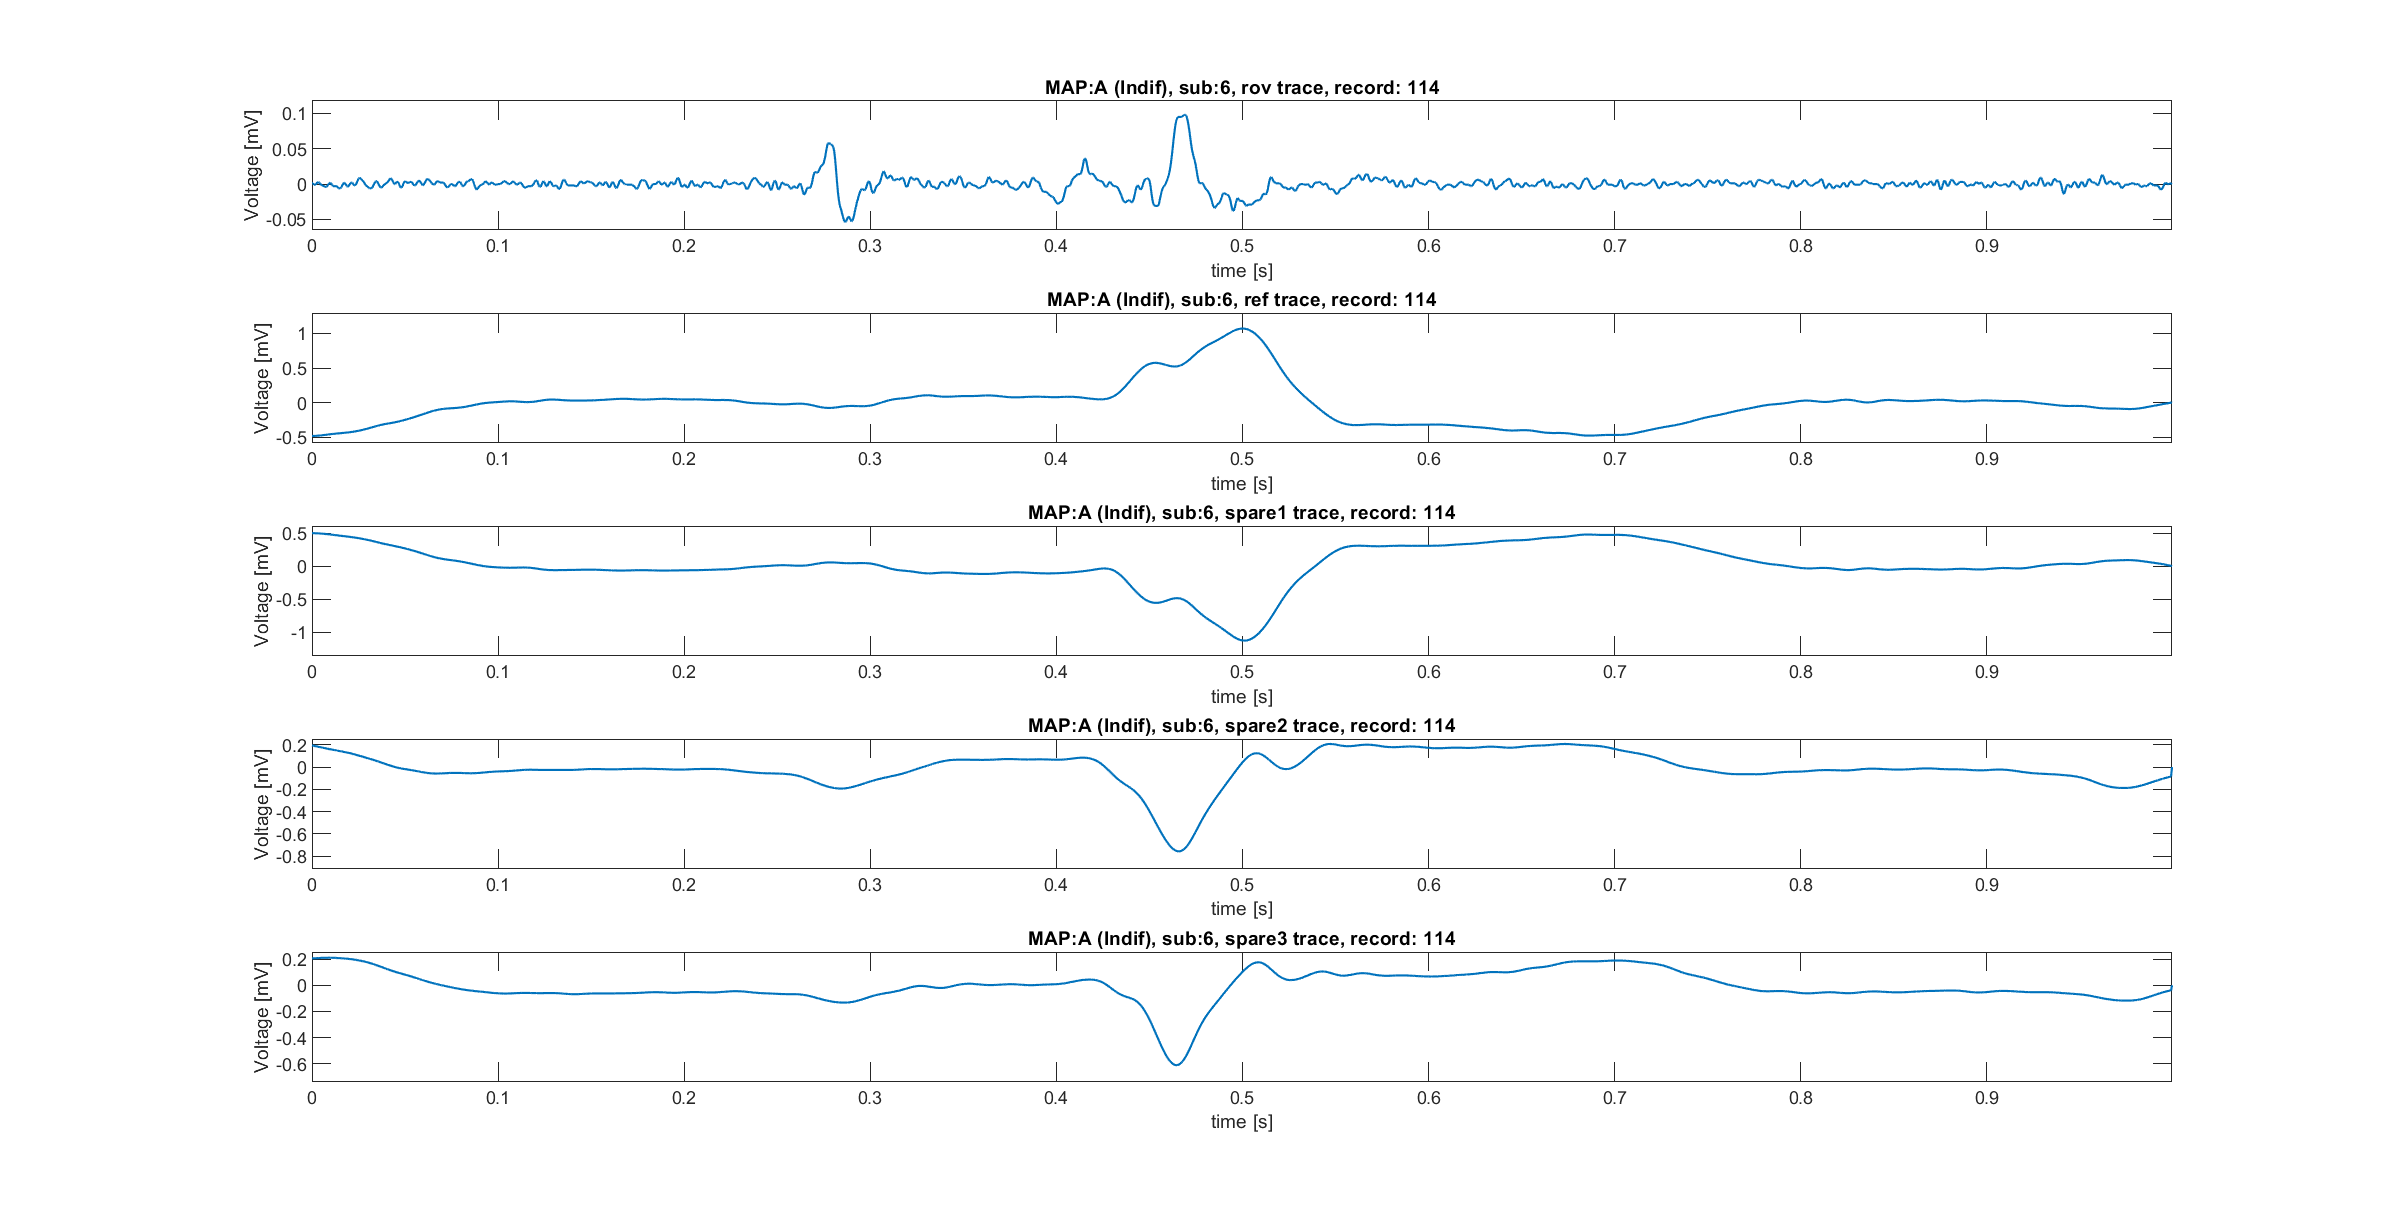 MAP:A (Indif), sub:6, rov trace, record: 114
Voltage [mV]
0.1
0.05
0
-0.05
0 0.1 0.2 0.3 0.4 0.5 0.6 0.7 0.8 0.9
time [s]
MAP:A (Indif), sub:6, ref trace, record: 114
Voltage [mV]
1
0.5
0
-0.5
0 0.1 0.2 0.3 0.4 0.5 0.6 0.7 0.8 0.9
time [s]
MAP:A (Indif), sub:6, spare1 trace, record: 114
Voltage [mV]
0.5
0
-0.5
-1
0 0.1 0.2 0.3 0.4 0.5 0.6 0.7 0.8 0.9
time [s]
MAP:A (Indif), sub:6, spare2 trace, record: 114
Voltage [mV]
0.2
0
-0.2
-0.4
-0.6
-0.8
0 0.1 0.2 0.3 0.4 0.5 0.6 0.7 0.8 0.9
time [s]
MAP:A (Indif), sub:6, spare3 trace, record: 114
Voltage [mV]
0.2
0
-0.2
-0.4
-0.6
0 0.1 0.2 0.3 0.4 0.5 0.6 0.7 0.8 0.9
time [s]